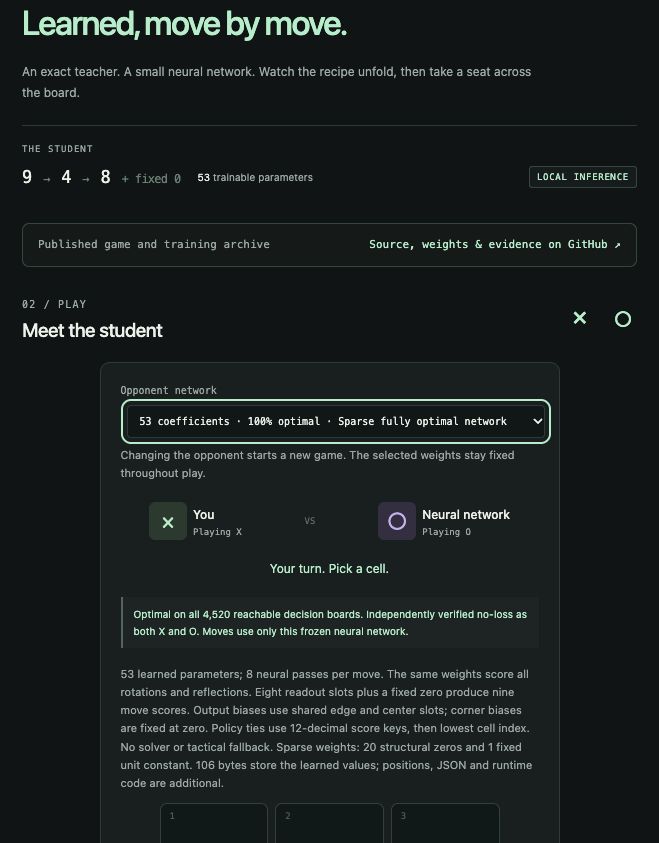 Learned, move by move.
An exact teacher. A small neural network. Watch the recipe unfold, then take a seat across
the board.
THE STUDENT
9 → 4 → 8 + fixed 0 53 trainable parameters
LOCAL INFERENCE
Published game and training archive
Source, weights & evidence on GitHub ↗
02 / PLAY
Meet the student
Opponent network
53 coefficients · 100% optimal · Sparse fully optimal network
Changing the opponent starts a new game. The selected weights stay fixed
throughout play.
You
Playing X
VS
Neural network
Playing O
Your turn. Pick a cell.
Optimal on all 4,520 reachable decision boards. Independently verified no-loss as
both X and O. Moves use only this frozen neural network.
53 learned parameters; 8 neural passes per move. The same weights score all
rotations and reflections. Eight readout slots plus a fixed zero produce nine
move scores. Output biases use shared edge and center slots; corner biases
are fixed at zero. Policy ties use 12-decimal score keys, then lowest cell index.
No solver or tactical fallback. Sparse weights: 20 structural zeros and 1 fixed
unit constant. 106 bytes store the learned values; positions, JSON and runtime
code are additional.
1
2
3